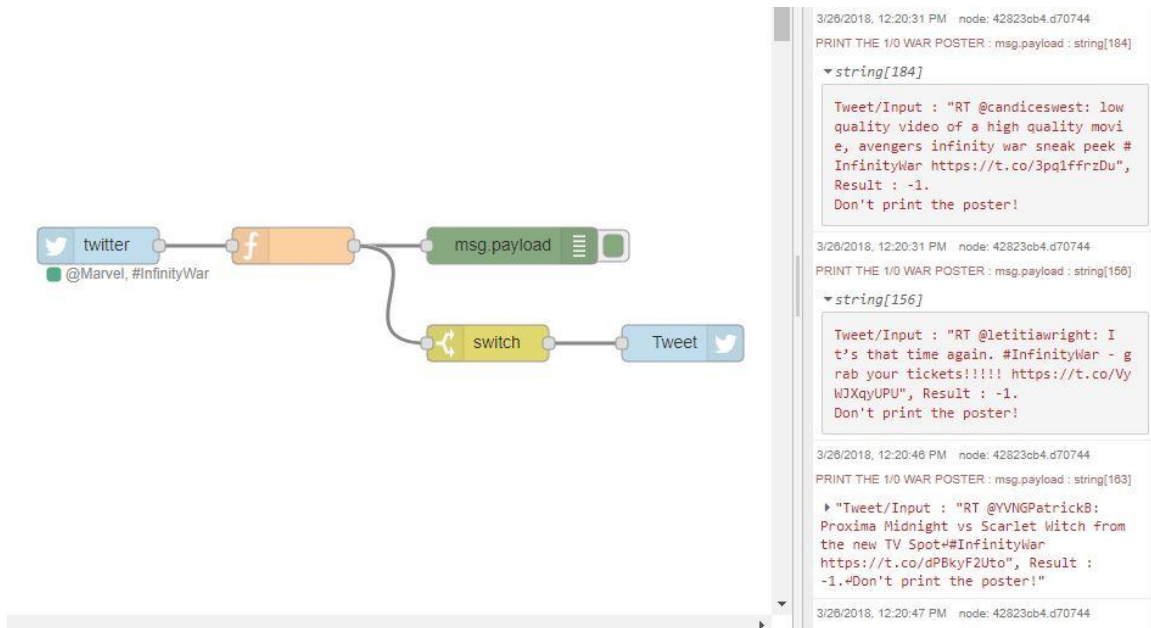 twitter
@Marvel, #InfinityWar
msg.payload
switch
Tweet
3/26/2018, 12:20:31 PM node: 42823cb4.d70744
PRINT THE 1/0 WAR POSTER : msg.payload : string[184]
string[184]
Tweet/Input : "RT @candiceswest: low
quality video of a high quality movi
e, avengers infinity war sneak peek #
InfinityWar https://t.co/3pq1ffrzDu",
Result : -1.
Don't print the poster!
3/26/2018, 12:20:31 PM node: 42823cb4.d70744
PRINT THE 1/0 WAR POSTER : msg.payload : string[156]
string[156]
Tweet/Input : "RT @letitiawright: I
t’s that time again. #InfinityWar - g
rab your tickets!!!!! https://t.co/Vy
WJXqyUPU", Result : -1.
Don't print the poster!
3/26/2018, 12:20:46 PM node: 42823cb4.d70744
PRINT THE 1/0 WAR POSTER : msg.payload : string[163]
"Tweet/Input : "RT @YVNGPatrickB:
Proxima Midnight vs Scarlet Witch from
the new TV Spot↵#InfinityWar
https://t.co/dPBkyF2Uto", Result :
-1.↵Don't print the poster!"
3/26/2018, 12:20:47 PM node: 42823cb4.d70744